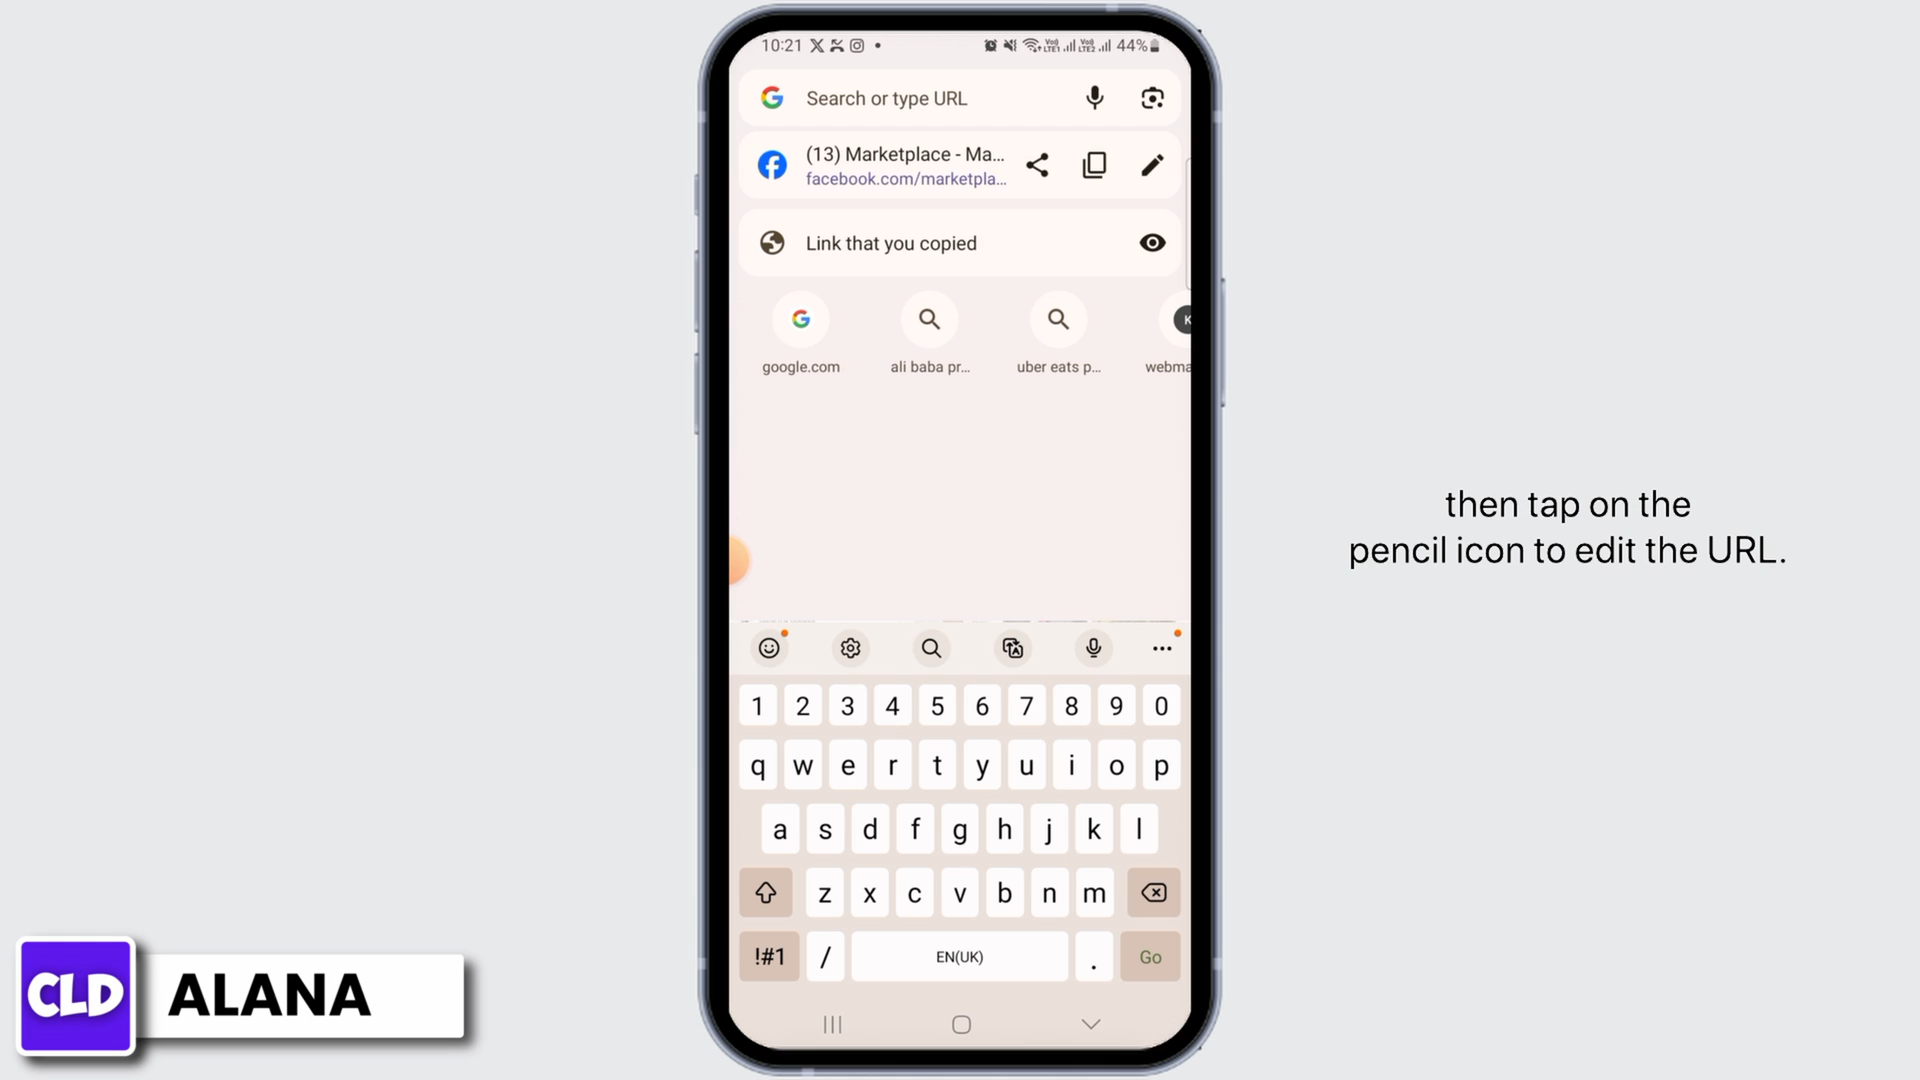 10:21
44%
Search or type URL
(13) Marketplace - Ma...
facebook.com/marketpla...
Link that you copied
K
google.com
ali baba pr...
uber eats p...
webma
then tap on the
pencil icon to edit the URL.
1 2 3 4 5 6 7 8 9 0
q w e r t y u i o p
a s d f g h j k l
z x c v b n m
!#1 / EN(UK) . Go
CLD ALANA